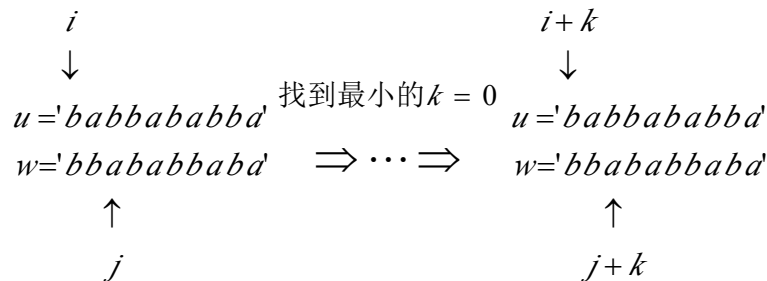 i i + k
↓ ↓
找到最小的k = 0
u ='babbababba' u ='babbababba'
w='bbababbaba' ⇒ ··· ⇒ w='bbababbaba'
↑ ↑
j j + k